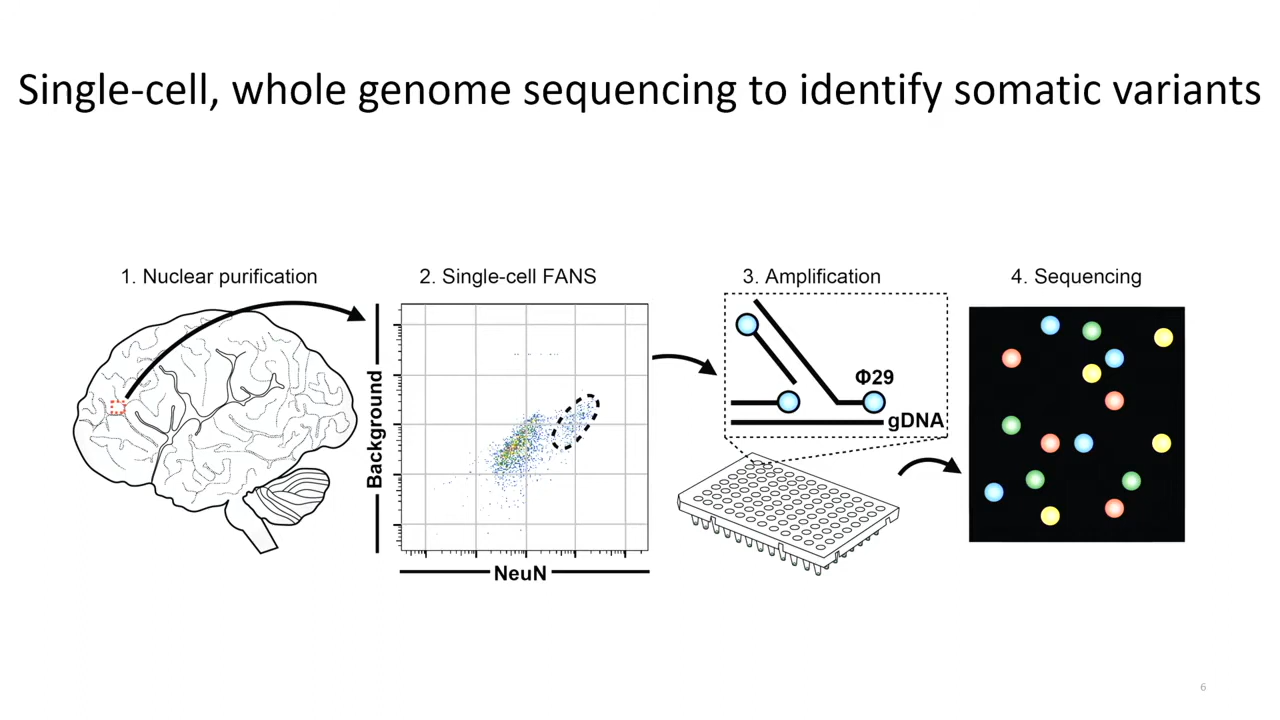 Single-cell, whole genome sequencing to identify somatic variants
1. Nuclear purification
2. Single-cell FANS
3. Amplification
4. Sequencing
Background
NeuN
Φ29
gDNA
6